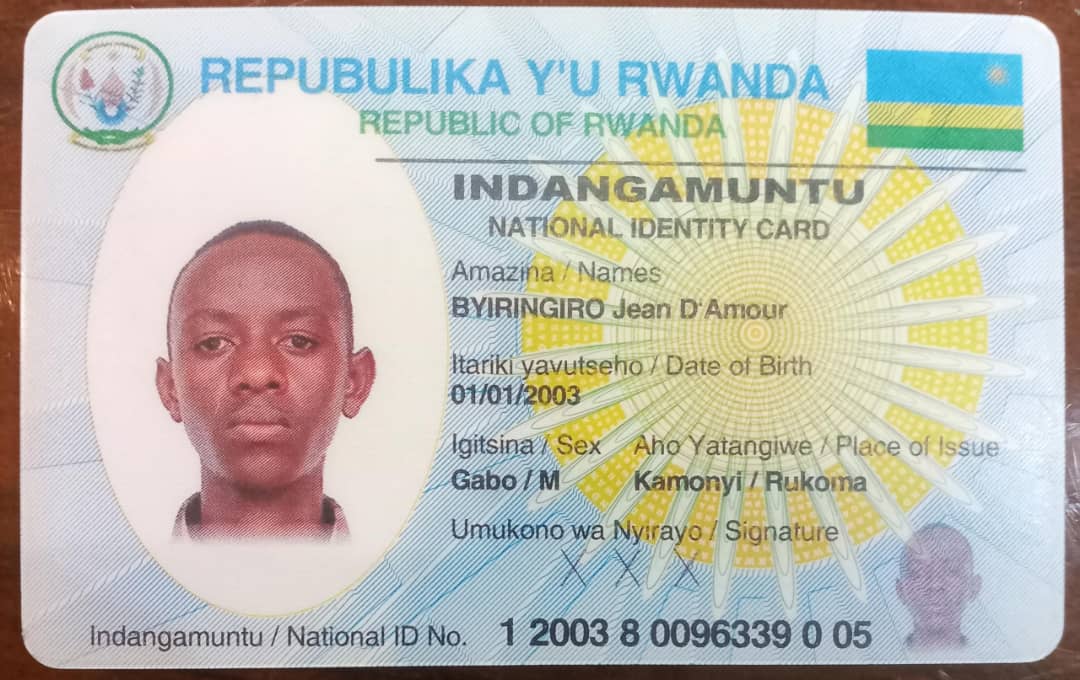 REPUBULIKA Y'U RWANDA
REPUBLIC OF RWANDA
INDANGAMUNTU
NATIONAL IDENTITY CARD
Amazina / Names
BYIRINGIRO Jean D'Amour
Itariki yavutseho / Date of Birth
01/01/2003
Igitsina / Sex Aho Yatangiwe / Place of Issue
Gabo / M Kamonyi / Rukoma
Umukono wa Nyirayo / Signature
X X X
Indangamuntu / National ID No. 1 2003 8 0096339 0 05